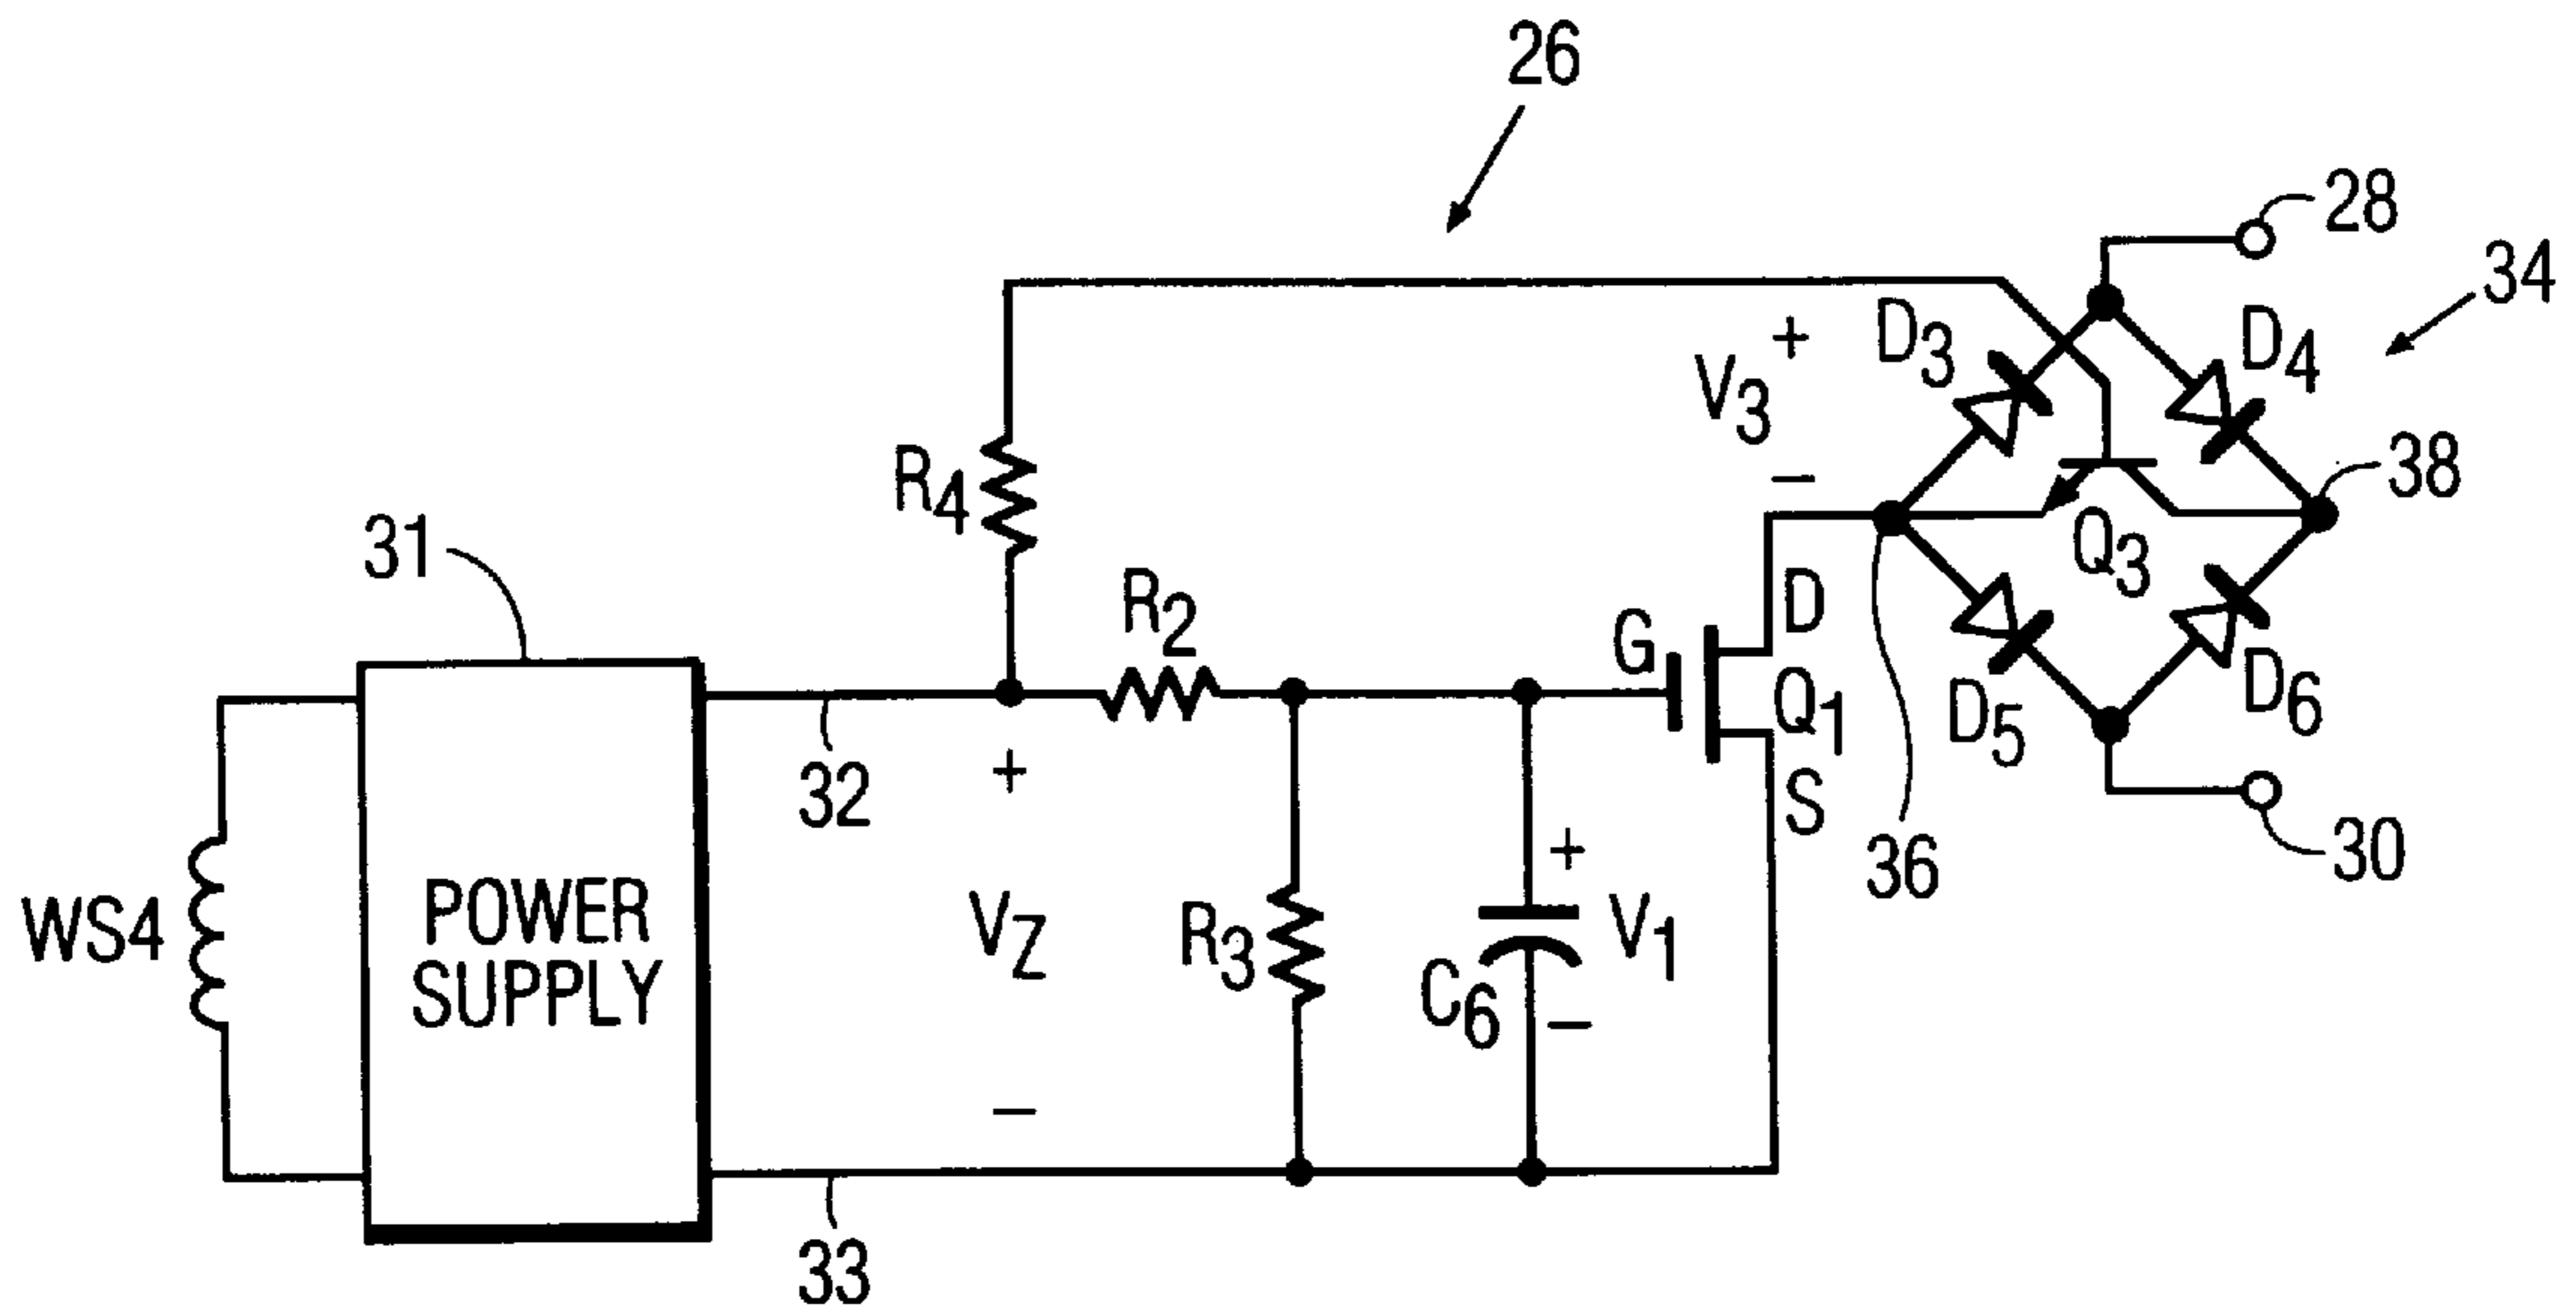 26
28
34
D3
D4
+
V3
−
38
R4
Q3
31
R2
D
G
Q1
D5
D6
S
+
32
36
30
+
WS4
POWER
SUPPLY
VZ
R3
C6
V1
−
−
33